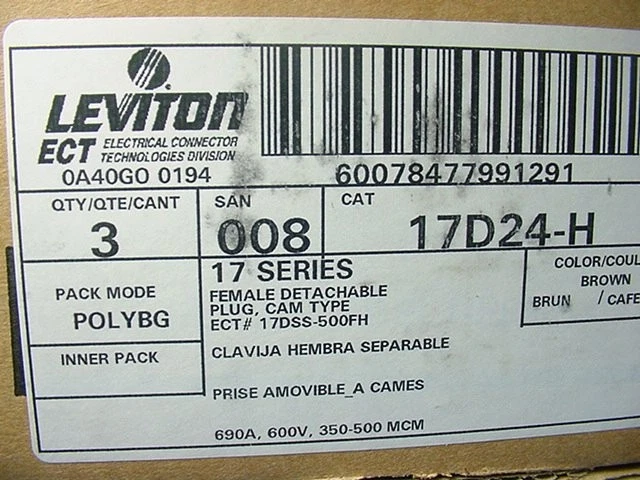 LEVITON
ECT ELECTRICAL CONNECTOR
TECHNOLOGIES DIVISION
0A40GO 0194
60078477991291
QTY/QTE/CANT
3
SAN
008
CAT
17D24-H
PACK MODE
POLYBG
INNER PACK
17 SERIES
FEMALE DETACHABLE
PLUG, CAM TYPE
ECT# 17DSS-500FH
CLAVIJA HEMBRA SEPARABLE
PRISE AMOVIBLE_A CAMES
690A, 600V, 350-500 MCM
COLOR/COUL
BROWN
BRUN / CAFE